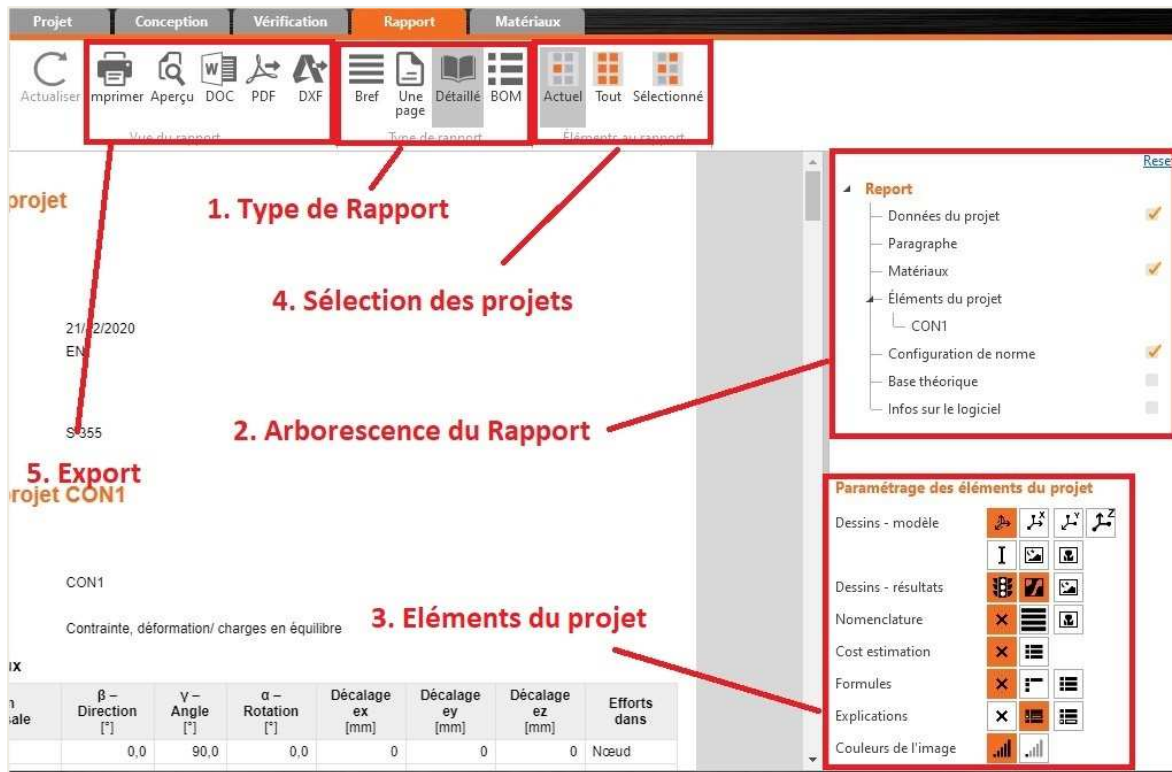 Projet Conception Vérification Rapport Matériaux
Actualiser Imprimer Aperçu DOC PDF DXF Bref Une page Détaillé BOM Actuel Tout Sélectionné
Vue du rapport Type de rapport Éléments au rapport
Reset
projet
1. Type de Rapport
Report
Données du projet
Paragraphe
4. Sélection des projets
Matériaux
Éléments du projet
21/12/2020
CON1
EN
Configuration de norme
Base théorique
2. Arborescence du Rapport
Infos sur le logiciel
S 355
5. Export
projet CON1
Paramétrage des éléments du projet
Dessins - modèle
CON1
Dessins - résultats
3. Eléments du projet
Nomenclature
Contrainte, déformation/ charges en équilibre
Cost estimation
Formules
Explications
Couleurs de l'image
β – Direction [°] γ – Angle [°] α – Rotation [°] Décalage ex [mm] Décalage ey [mm] Décalage ez [mm] Efforts dans
0,0 90,0 0,0 0 0 0 Nœud